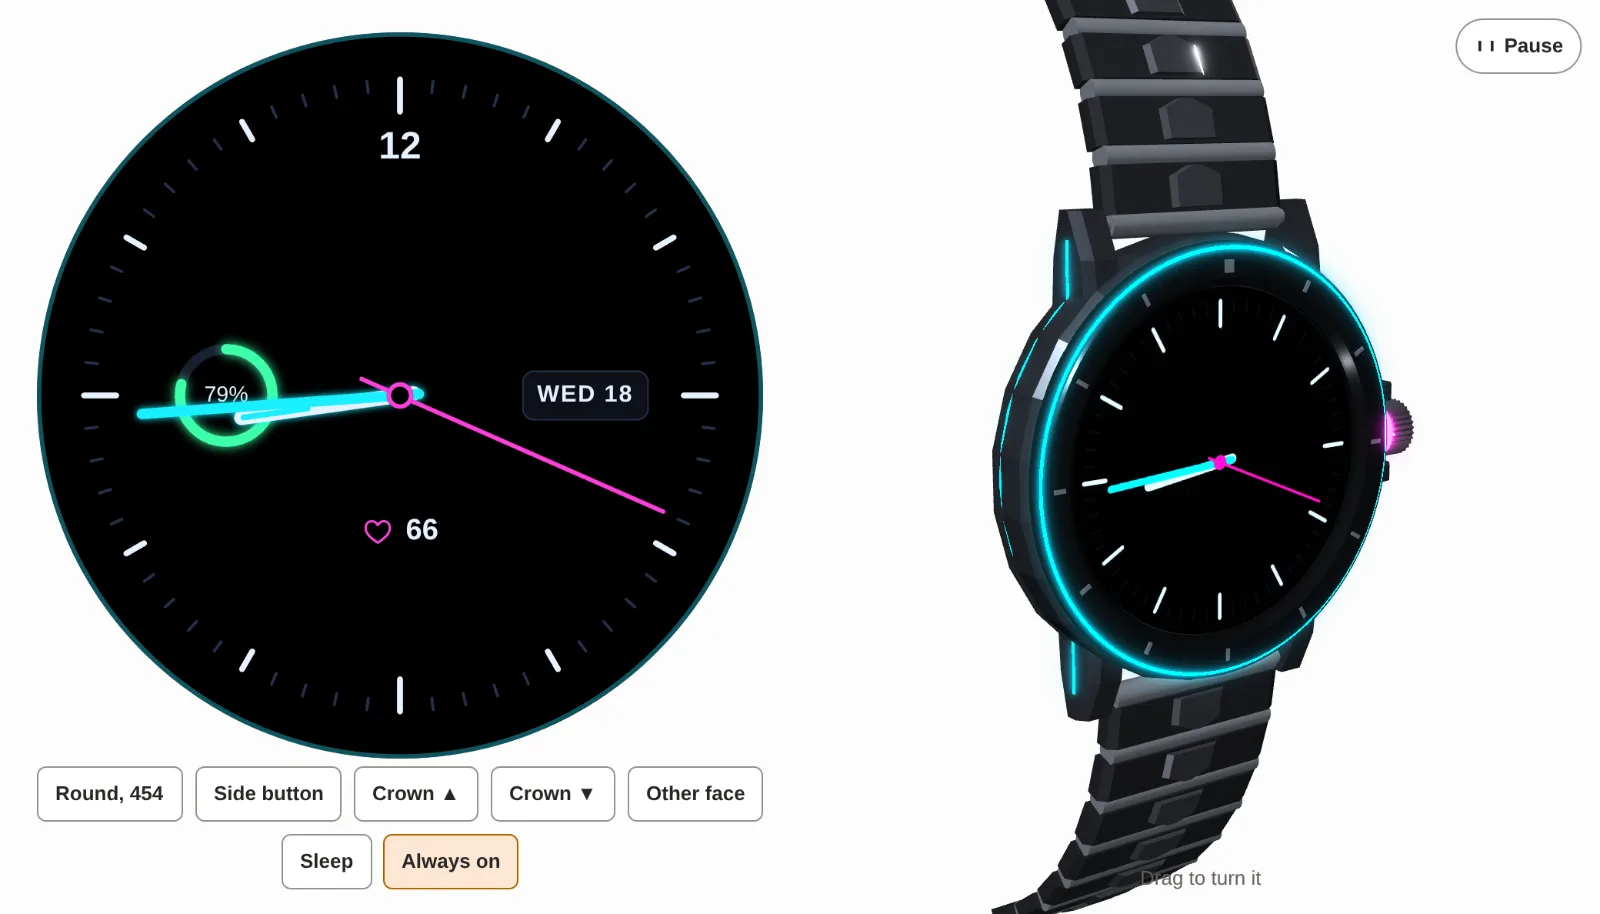 12
79%
WED 18
66
Round, 454
Side button
Crown ▲
Crown ▼
Other face
Sleep
Always on
Pause
Drag to turn it